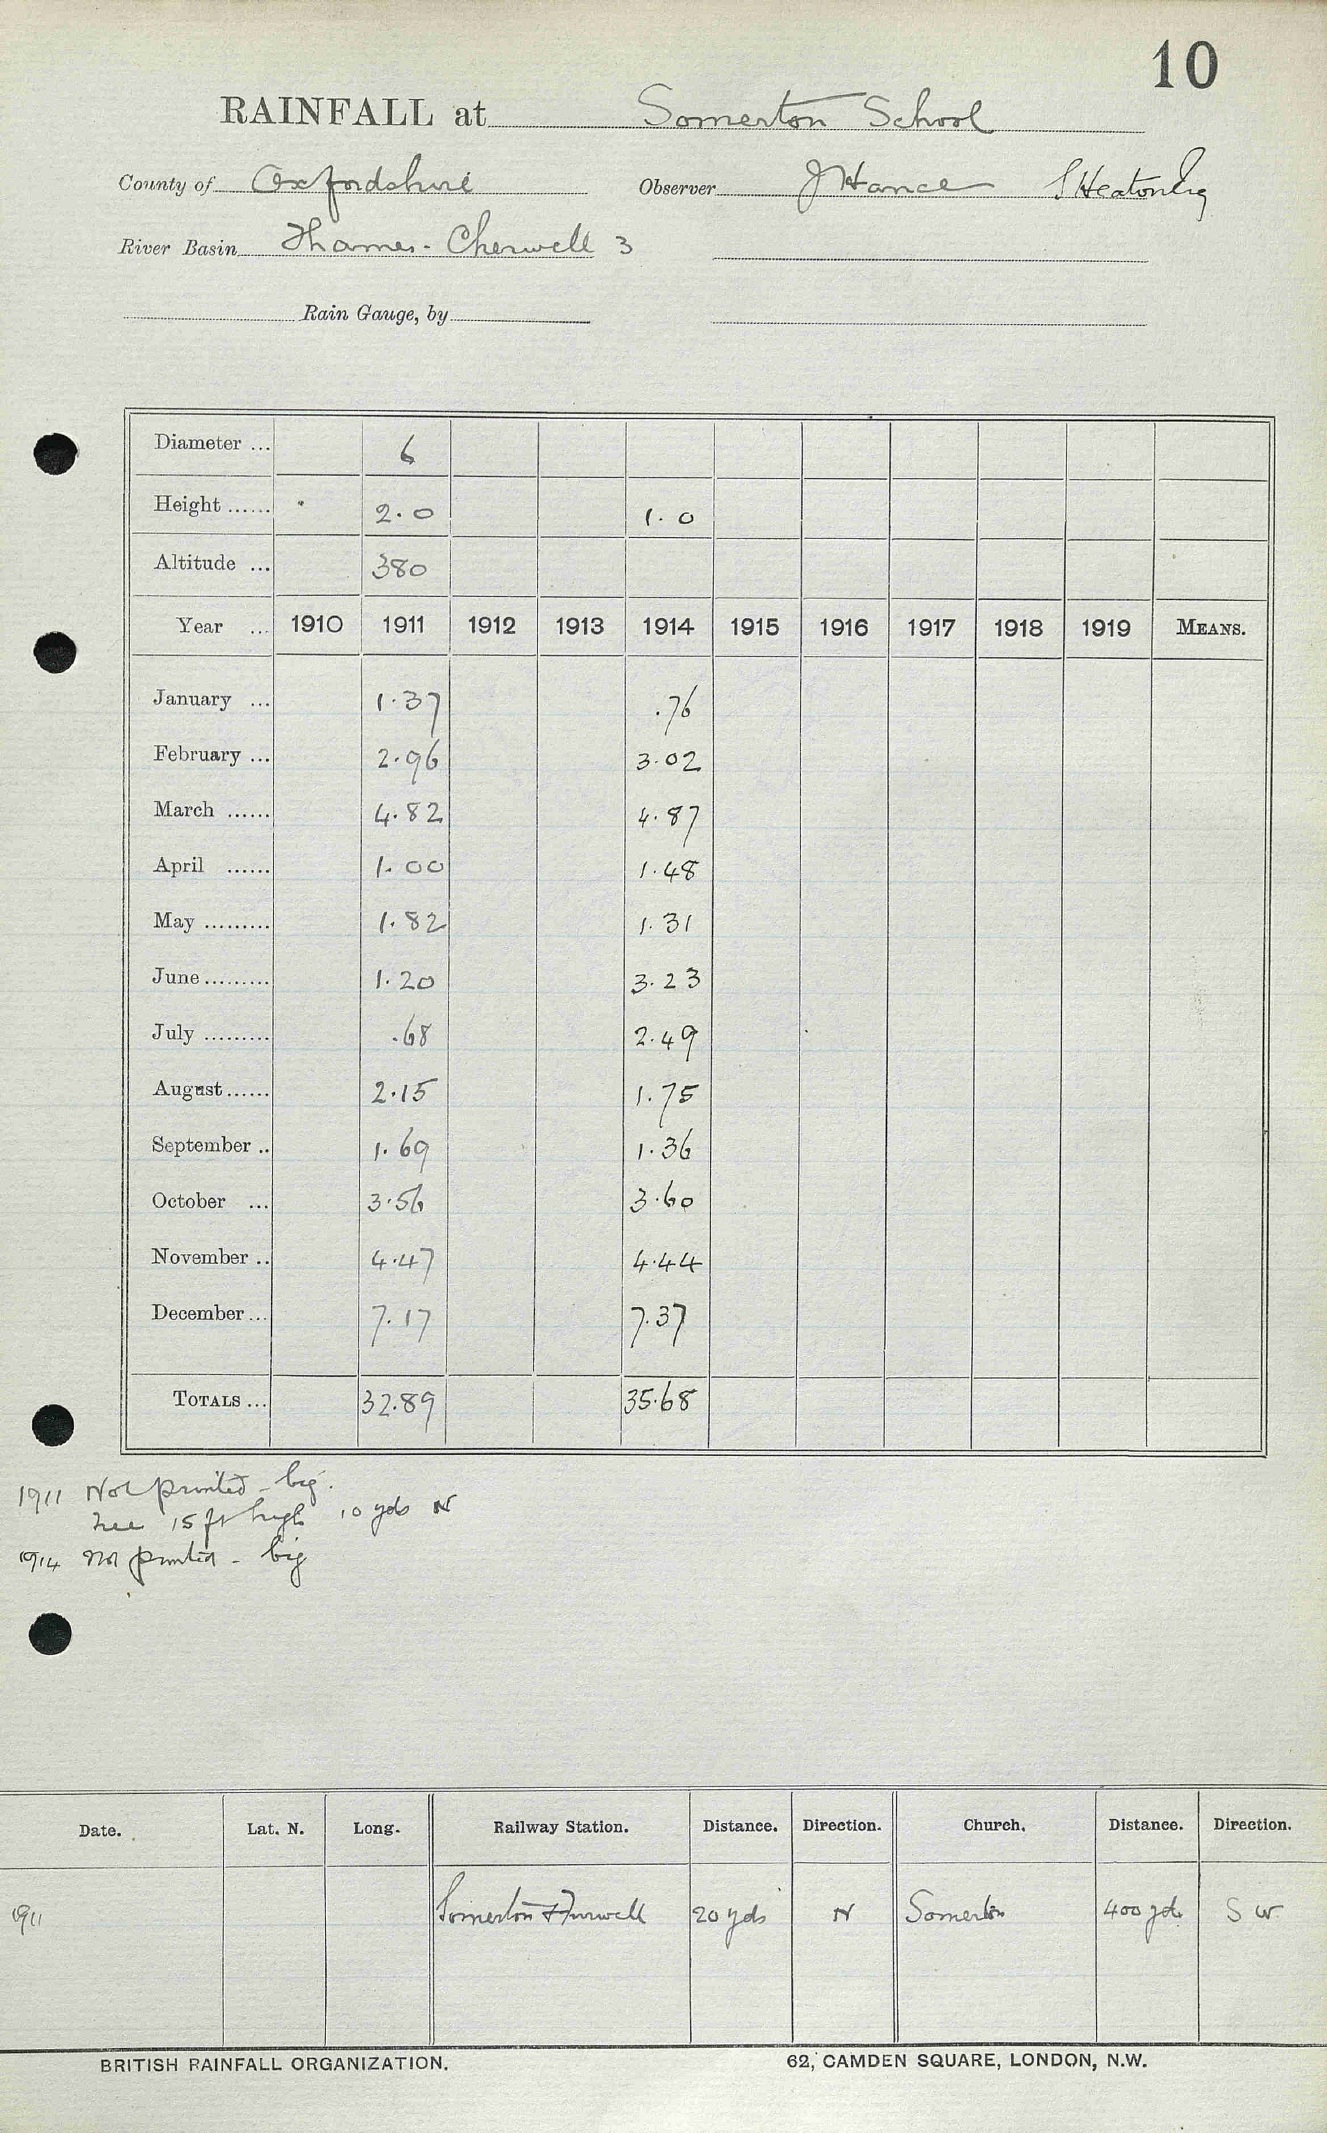 10
RAINFALL at Somerton School
County of Oxfordshire Observer J Hance S Heaton Esq
River Basin Thames - Cherwell 3
Rain Gauge, by
Diameter ... 6
Height ...... 2.0 1.0
Altitude ... 380
Year ... 1910 1911 1912 1913 1914 1915 1916 1917 1918 1919 MEANS.
January ... 1.37 .76
February ... 2.96 3.02
March ...... 4.82 4.87
April ...... 1.00 1.48
May ......... 1.82 1.31
June ......... 1.20 3.23
July ......... .68 2.49
August ...... 2.15 1.75
September .. 1.69 1.36
October ... 3.56 3.60
November .. 4.47 4.44
December ... 7.17 7.37
TOTALS ... 32.89 35.68
1911 Not printed - big.
Tree 15 ft high 10 yds N
1914 Not printed - big
Date. Lat. N. Long. Railway Station. Distance. Direction. Church. Distance. Direction.
1911 Somerton 20 yds N Somerton 400 yds S W.
BRITISH RAINFALL ORGANIZATION. 62, CAMDEN SQUARE, LONDON, N.W.